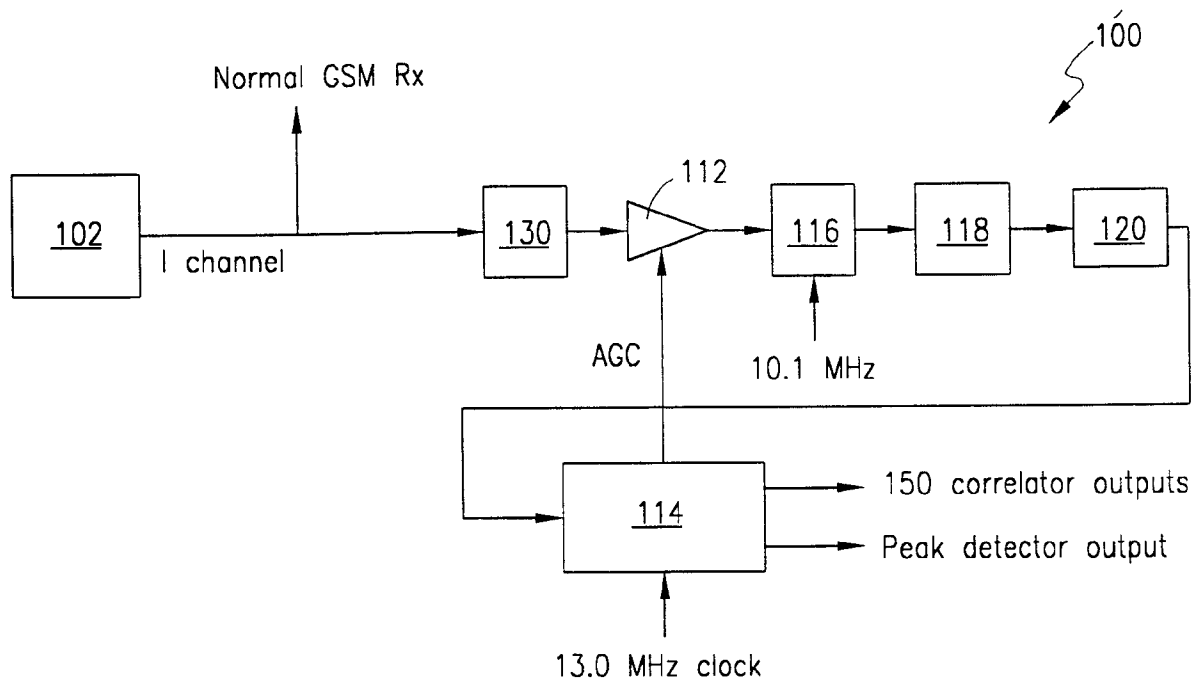 100
Normal GSM Rx
112
102
130
116
118
120
I channel
AGC
10.1 MHz
114
150 correlator outputs
Peak detector output
13.0 MHz clock